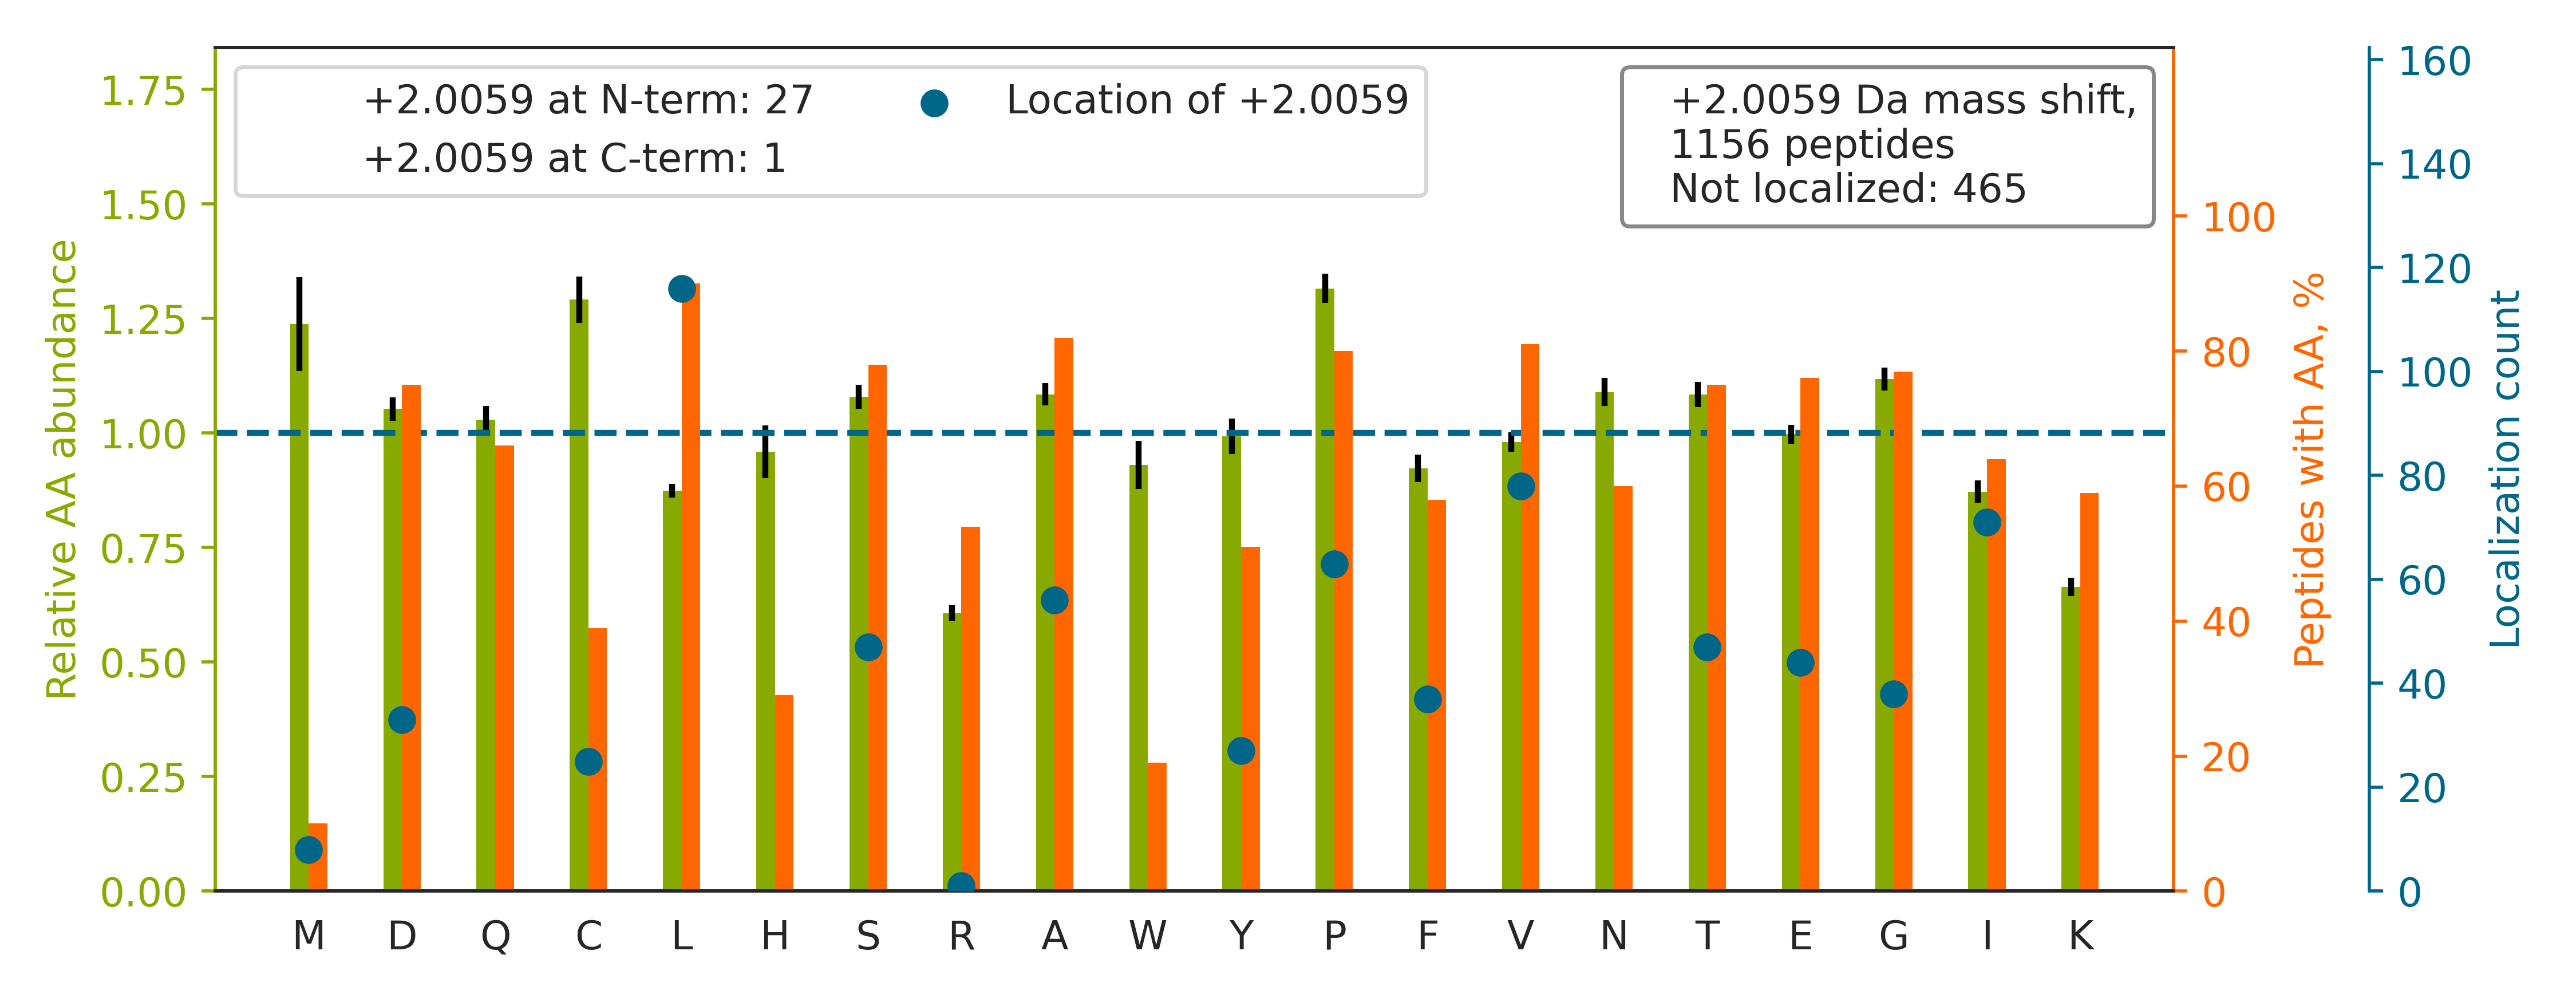 +2.0059 at N-term: 27
+2.0059 at C-term: 1
Location of +2.0059
+2.0059 Da mass shift,
1156 peptides
Not localized: 465
Relative AA abundance
1.75
1.50
1.25
1.00
0.75
0.50
0.25
0.00
M D Q C L H S R A W Y P F V N T E G I K
100
80
60
40
20
0
Peptides with AA, %
160
140
120
100
80
60
40
20
0
Localization count